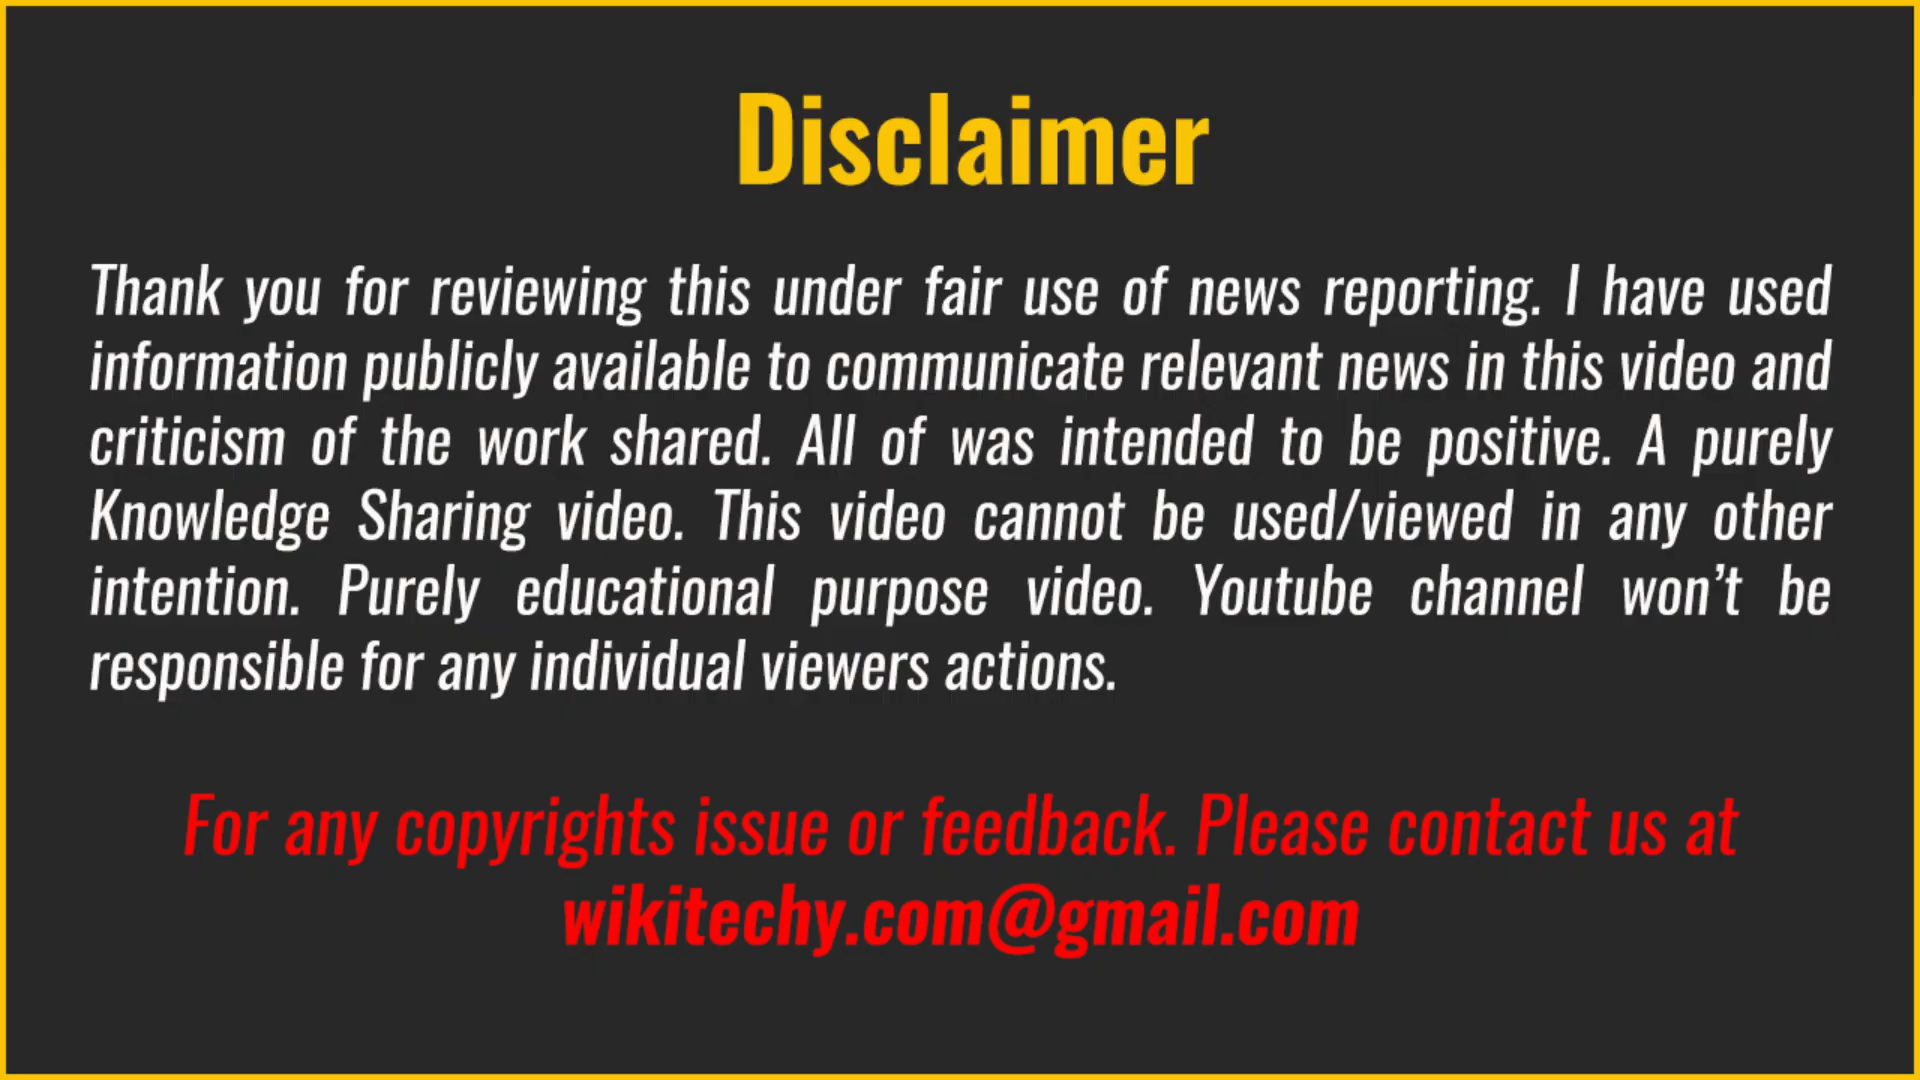 Disclaimer
Thank you for reviewing this under fair use of news reporting. I have used
information publicly available to communicate relevant news in this video and
criticism of the work shared. All of was intended to be positive. A purely
Knowledge Sharing video. This video cannot be used/viewed in any other
intention. Purely educational purpose video. Youtube channel won’t be
responsible for any individual viewers actions.
For any copyrights issue or feedback. Please contact us at
wikitechy.com@gmail.com